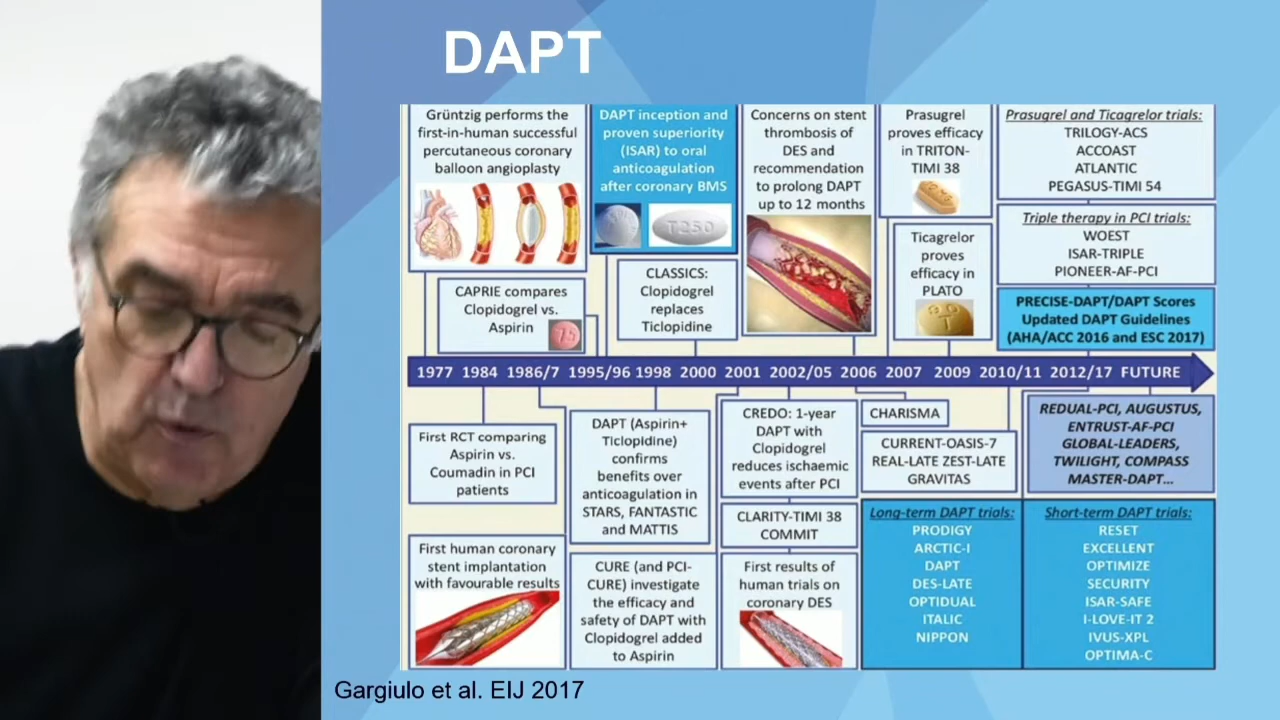 DAPT
Grüntzig performs the
first-in-human successful
percutaneous coronary
balloon angioplasty
DAPT inception and
proven superiority
(ISAR) to oral
anticoagulation
after coronary BMS
T250
Concerns on stent
thrombosis of
DES and
recommendation
to prolong DAPT
up to 12 months
Prasugrel
proves efficacy
in TRITON-
TIMI 38
Prasugrel and Ticagrelor trials:
TRILOGY-ACS
ACCOAST
ATLANTIC
PEGASUS-TIMI 54
Triple therapy in PCI trials:
WOEST
ISAR-TRIPLE
PIONEER-AF-PCI
CAPRIE compares
Clopidogrel vs.
Aspirin
75
CLASSICS:
Clopidogrel
replaces
Ticlopidine
Ticagrelor
proves
efficacy in
PLATO
90
PRECISE-DAPT/DAPT Scores
Updated DAPT Guidelines
(AHA/ACC 2016 and ESC 2017)
1977 1984 1986/7 1995/96 1998 2000 2001 2002/05 2006 2007 2009 2010/11 2012/17 FUTURE
First RCT comparing
Aspirin vs.
Coumadin in PCI
patients
DAPT (Aspirin+
Ticlopidine)
confirms
benefits over
anticoagulation in
STARS, FANTASTIC
and MATTIS
CREDO: 1-year
DAPT with
Clopidogrel
reduces ischaemic
events after PCI
CHARISMA
CURRENT-OASIS-7
REAL-LATE ZEST-LATE
GRAVITAS
REDUAL-PCI, AUGUSTUS,
ENTRUST-AF-PCI
GLOBAL-LEADERS,
TWILIGHT, COMPASS
MASTER-DAPT...
First human coronary
stent implantation
with favourable results
CURE (and PCI-
CURE) investigate
the efficacy and
safety of DAPT with
Clopidogrel added
to Aspirin
CLARITY-TIMI 38
COMMIT
First results of
human trials on
coronary DES
Long-term DAPT trials:
PRODIGY
ARCTIC-I
DAPT
DES-LATE
OPTIDUAL
ITALIC
NIPPON
Short-term DAPT trials:
RESET
EXCELLENT
OPTIMIZE
SECURITY
ISAR-SAFE
I-LOVE-IT 2
IVUS-XPL
OPTIMA-C
Gargiulo et al. EIJ 2017